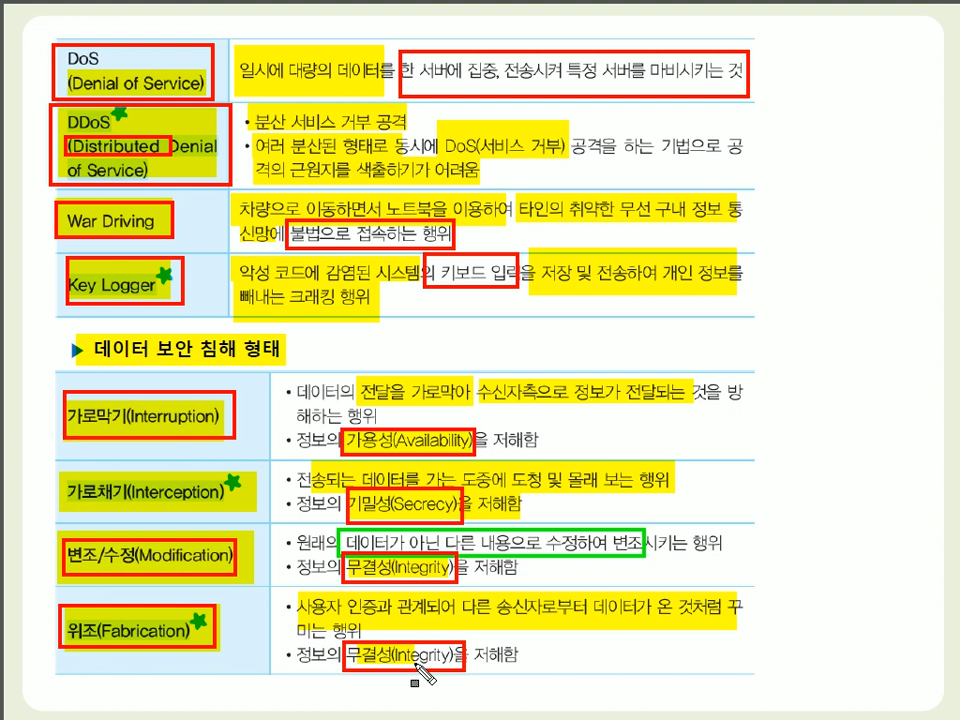 DoS
(Denial of Service)
일시에 대량의 데이터를 한 서버에 집중, 전송시켜 특정 서버를 마비시키는 것
DDoS
(Distributed Denial
of Service)
• 분산 서비스 거부 공격
• 여러 분산된 형태로 동시에 DoS(서비스 거부) 공격을 하는 기법으로 공
격의 근원지를 색출하기가 어려움
War Driving
차량으로 이동하면서 노트북을 이용하여 타인의 취약한 무선 구내 정보 통
신망에 불법으로 접속하는 행위
Key Logger
악성 코드에 감염된 시스템의 키보드 입력을 저장 및 전송하여 개인 정보를
빼내는 크래킹 행위
▶ 데이터 보안 침해 형태
가로막기(Interruption)
• 데이터의 전달을 가로막아 수신자측으로 정보가 전달되는 것을 방
해하는 행위
• 정보의 가용성(Availability)을 저해함
가로채기(Interception)
• 전송되는 데이터를 가는 도중에 도청 및 몰래 보는 행위
• 정보의 기밀성(Secrecy)을 저해함
변조/수정(Modification)
• 원래의 데이터가 아닌 다른 내용으로 수정하여 변조시키는 행위
• 정보의 무결성(Integrity)을 저해함
위조(Fabrication)
• 사용자 인증과 관계되어 다른 송신자로부터 데이터가 온 것처럼 꾸
미는 행위
• 정보의 무결성(Integrity)을 저해함